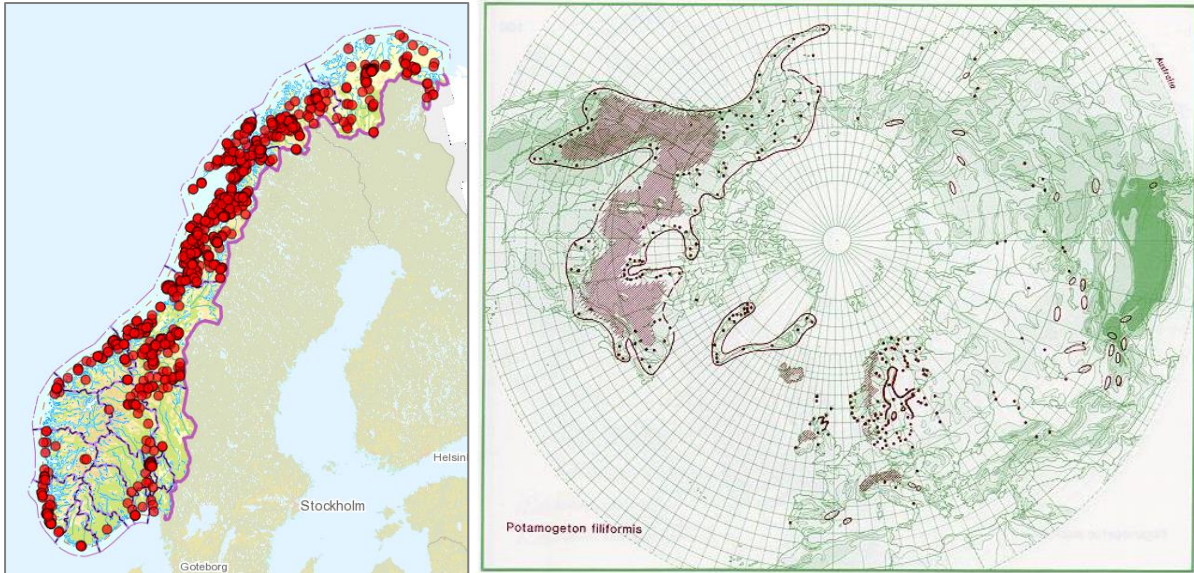 Helsin
Stockholm
Goteborg
Australia
Potamogeton filiformis